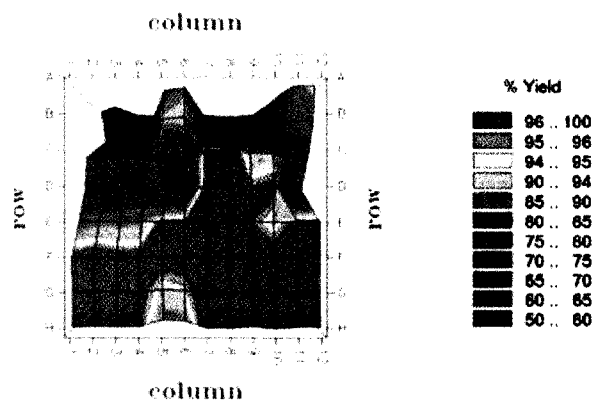 column
A
A
B
B
C
C
D
D
row
row
E
E
F
F
G
G
H
H
column
% Yield
96 .. 100
95 .. 96
94 .. 95
90 .. 94
85 .. 90
80 .. 85
75 .. 80
70 .. 75
65 .. 70
60 .. 65
50 .. 60